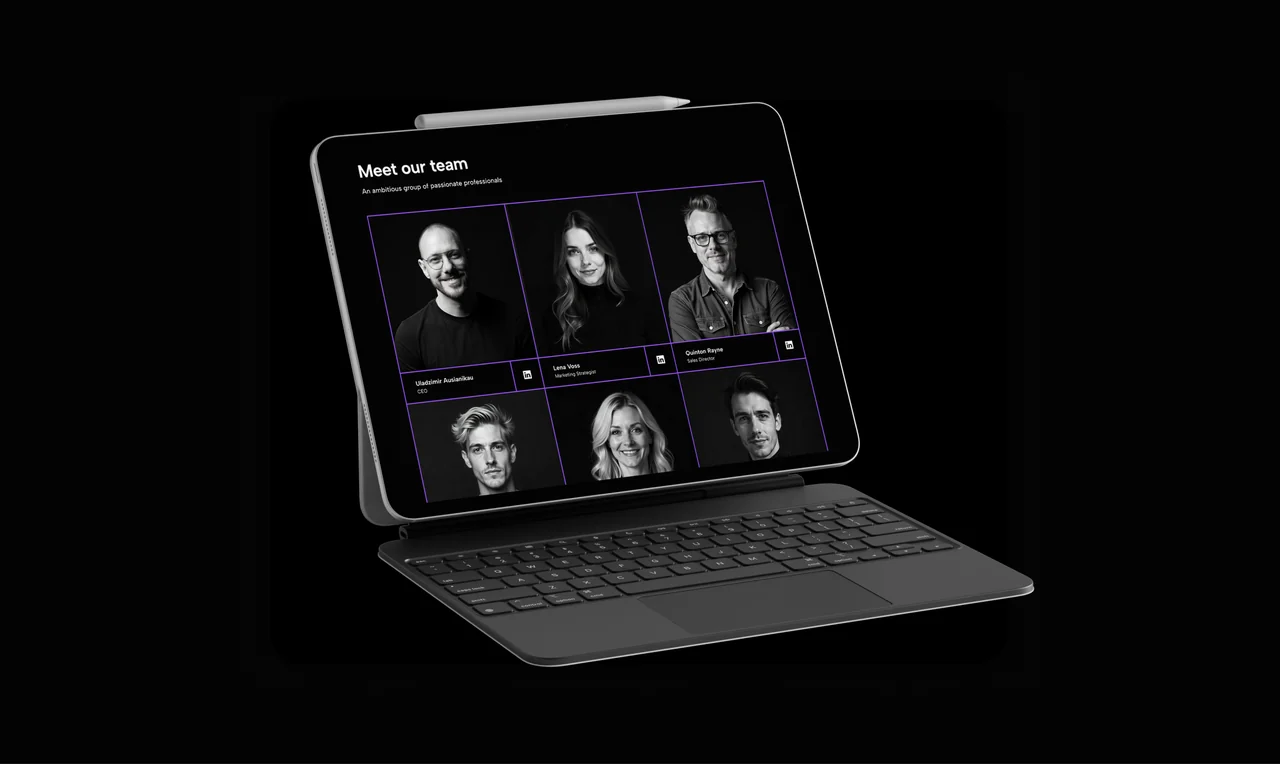 Meet our team
An ambitious group of passionate professionals
Uladzimir Ausianikau
CEO
in
Lena Voss
Marketing Strategist
in
Quinton Rayne
Sales Director
in
Q W E R T Y U I O P
A S D F G H J K L
Z X C V B N M